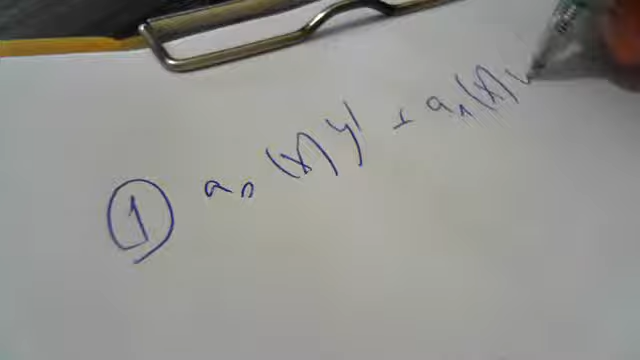 ① a₀(x)y' + a₁(x)